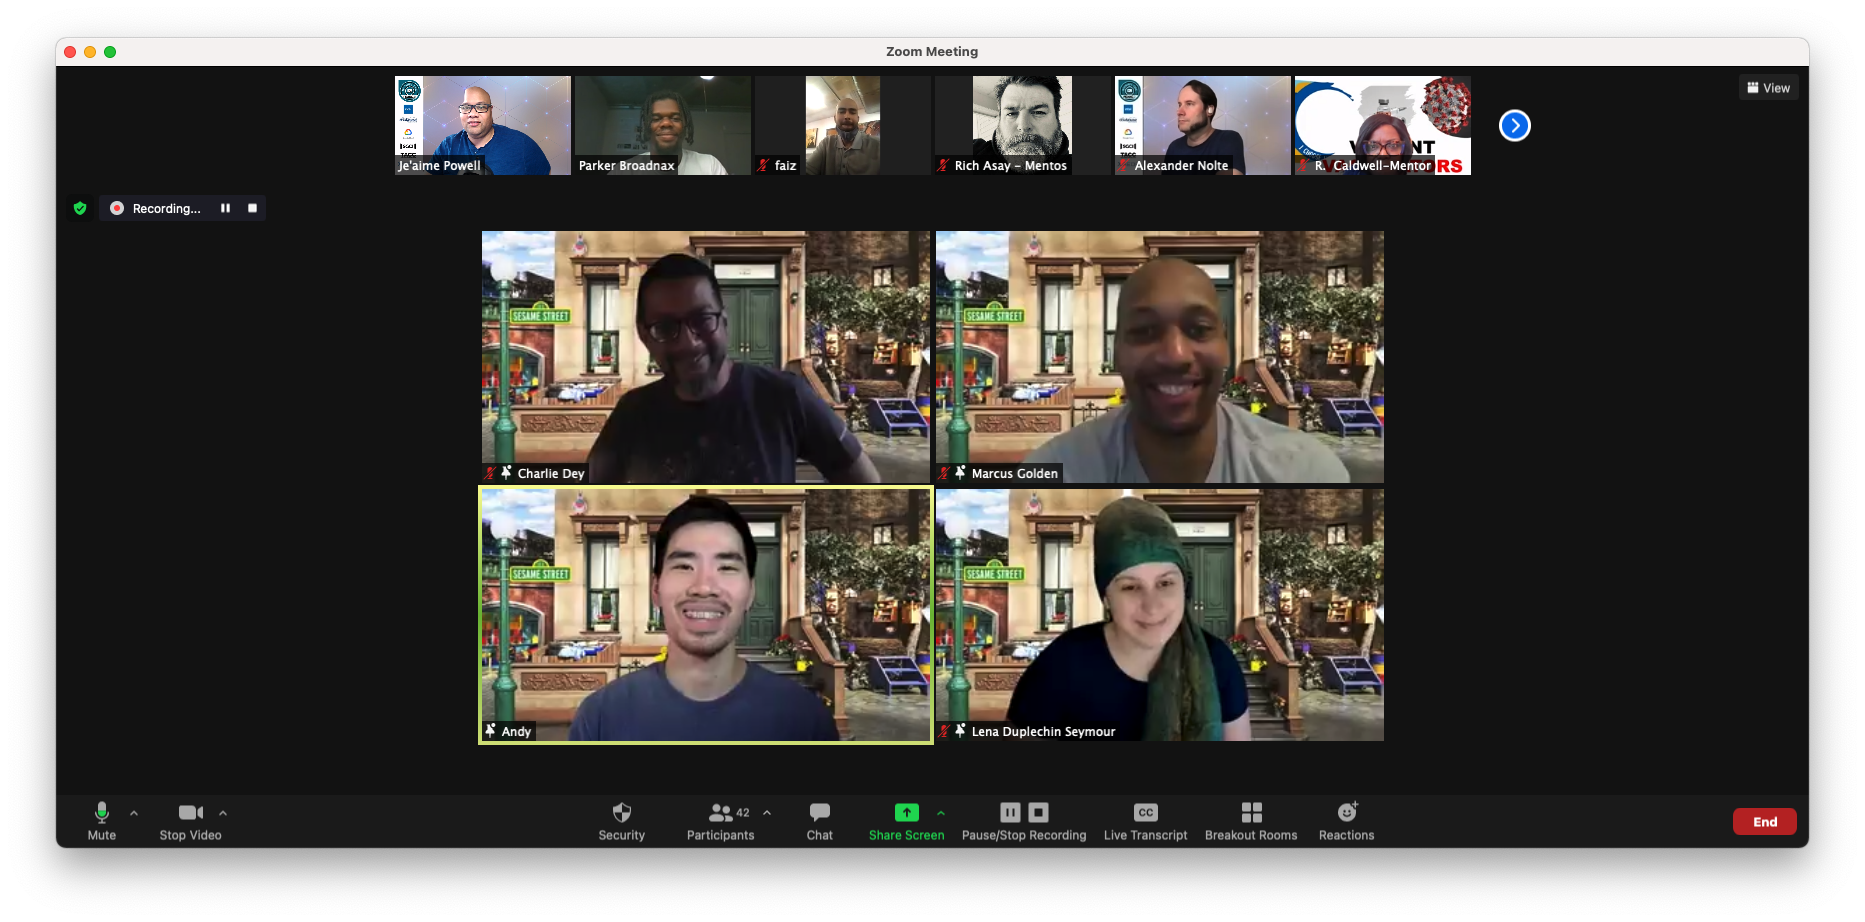 Zoom Meeting
View
Je'aime Powell
Parker Broadnax
faiz
Rich Asay - Mentos
Alexander Nolte
R. Caldwell-Mentor
Recording...
SESAME STREET
SESAME STREET
Charlie Dey
Marcus Golden
SESAME STREET
SESAME STREET
Andy
Lena Duplechin Seymour
42
CC
Mute
Stop Video
Security
Participants
Chat
Share Screen
Pause/Stop Recording
Live Transcript
Breakout Rooms
Reactions
End